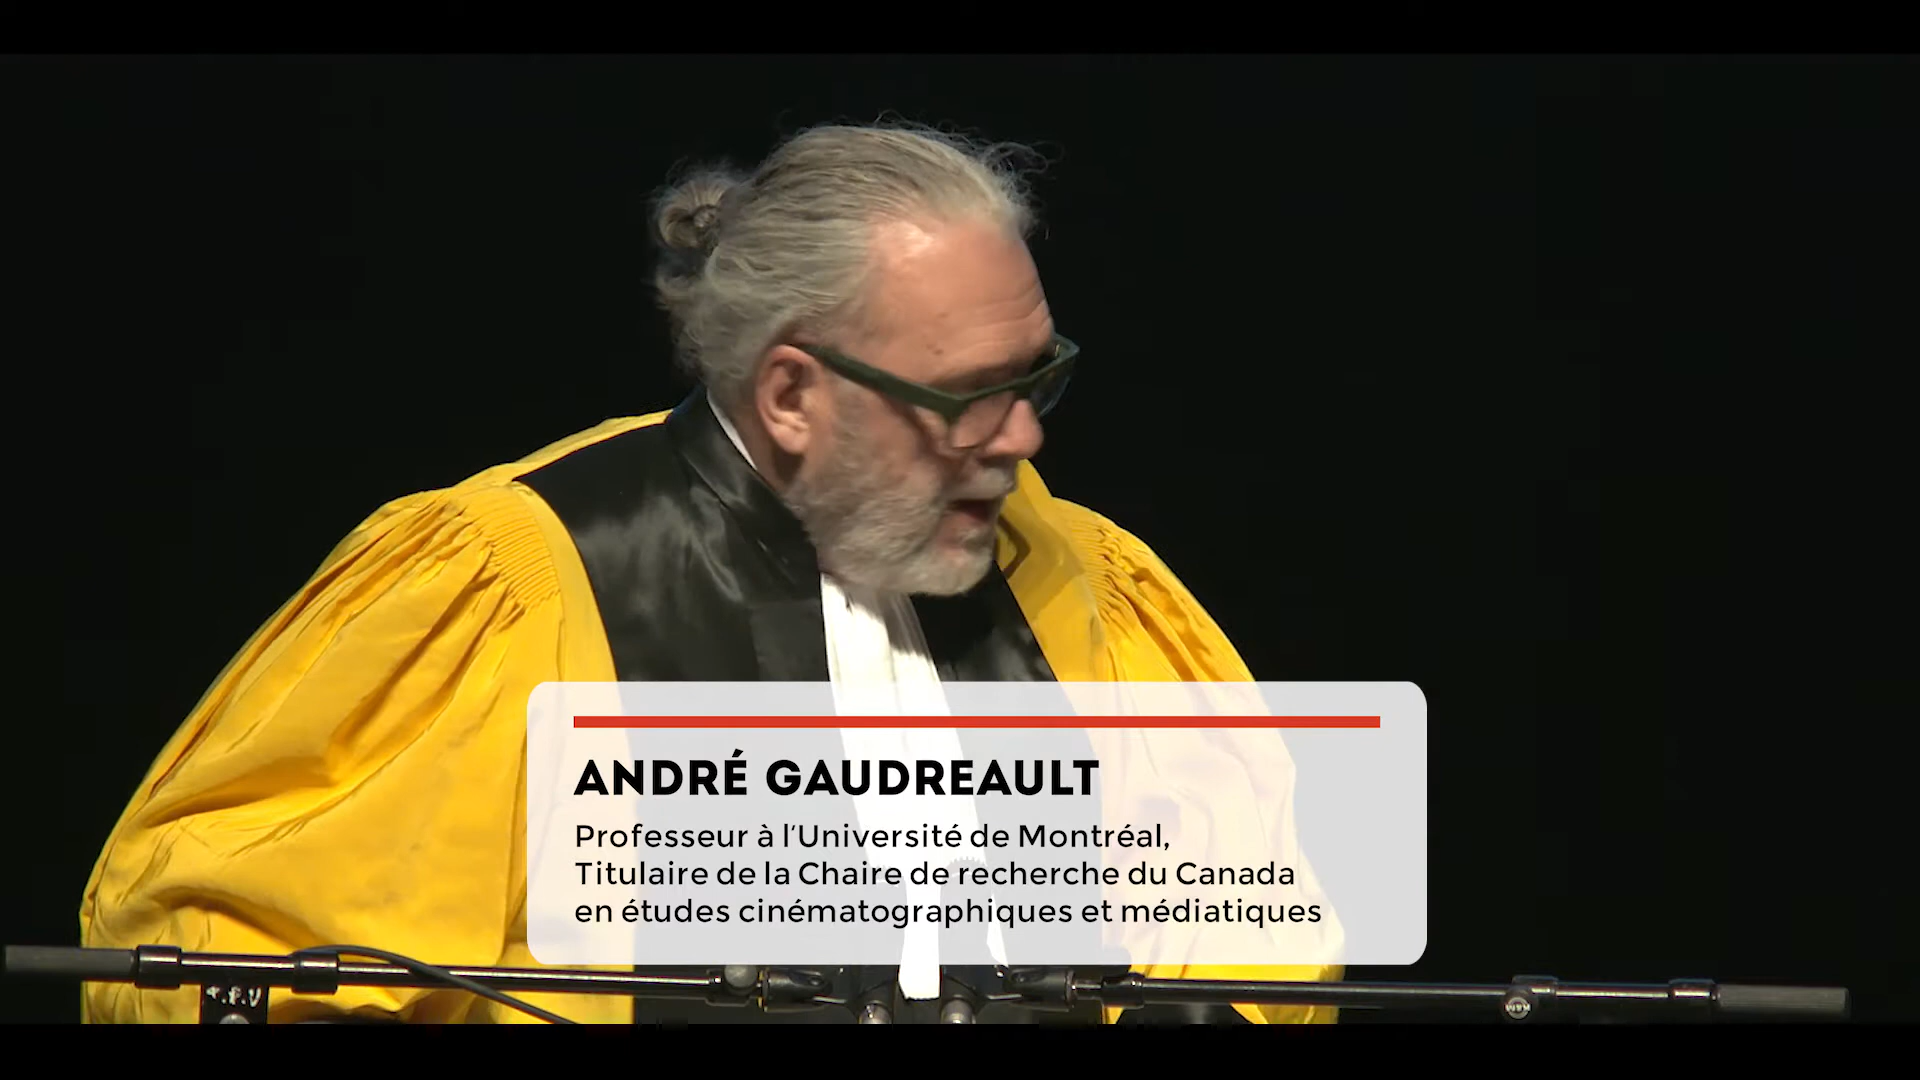 ANDRÉ GAUDREAULT
Professeur à l'Université de Montréal,
Titulaire de la Chaire de recherche du Canada
en études cinématographiques et médiatiques